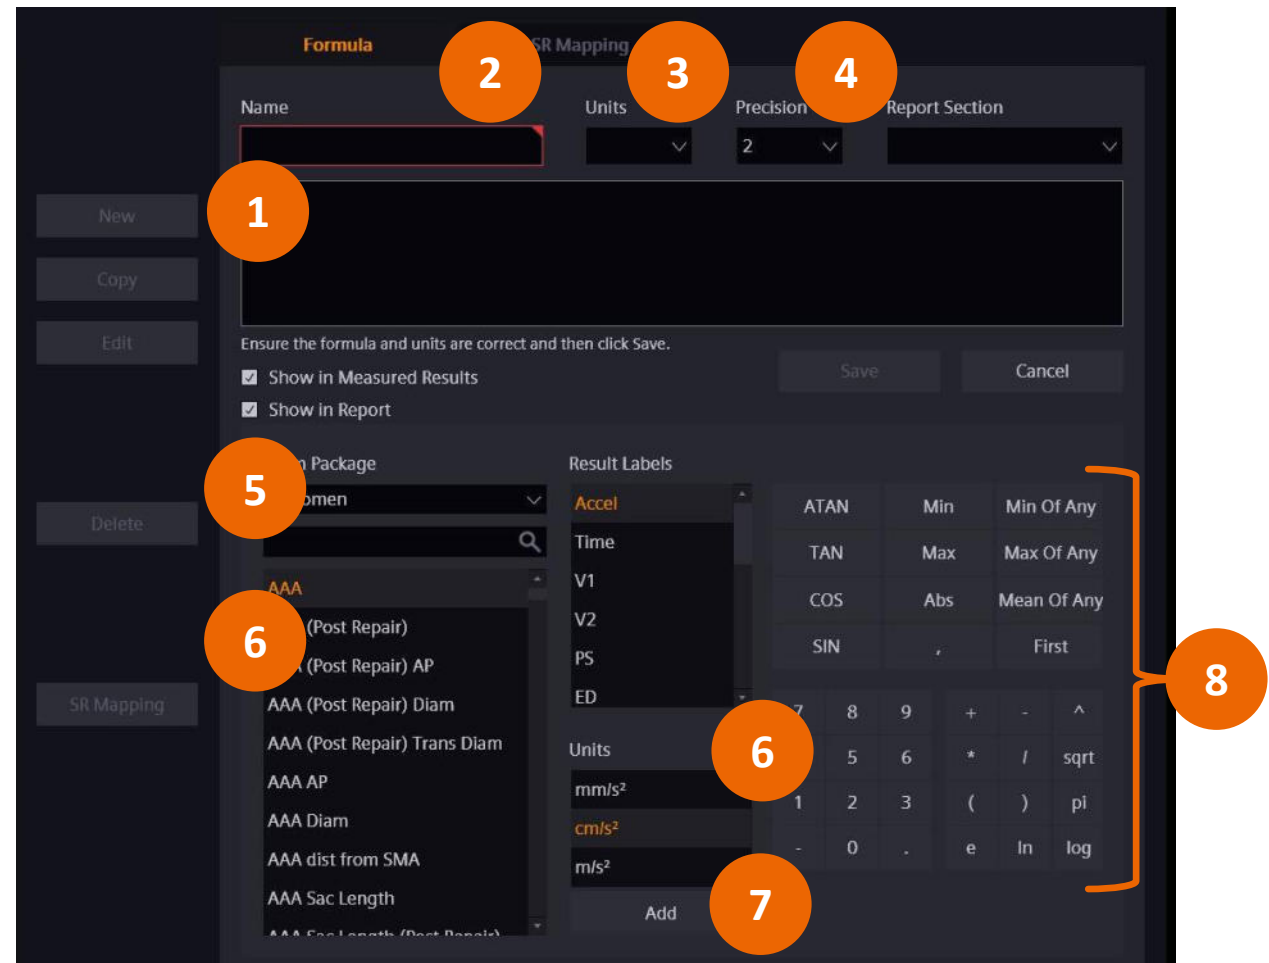 Formula SR Mapping
2 3 4
Name Units Precision Report Section
2
1
New
Copy
Edit
Ensure the formula and units are correct and then click Save.
Show in Measured Results
Save Cancel
Show in Report
Package Result Labels
5
Delete
Accel
Time
V1
V2
PS
ED
AAA
(Post Repair)
6
(Post Repair) AP
AAA (Post Repair) Diam
AAA (Post Repair) Trans Diam
AAA AP
AAA Diam
AAA dist from SMA
AAA Sac Length
AAA Sac Length (Post Repair)
SR Mapping
Units
6
mm/s²
cm/s²
m/s²
Add
7
ATAN Min Min Of Any
TAN Max Max Of Any
COS Abs Mean Of Any
SIN , First
7 8 9 + - ^
5 6 * / sqrt
1 2 3 ( ) pi
- 0 . e ln log
8